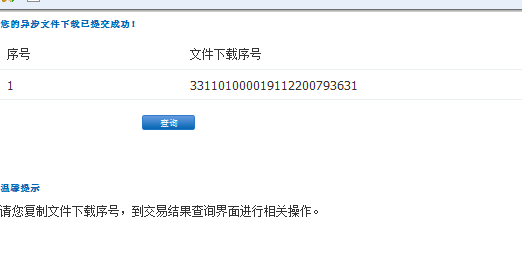 您的异步文件下载已提交成功!
序号 文件下载序号
1 331101000019112200793631
查询
温馨提示
请您复制文件下载序号，到交易结果查询界面进行相关操作。